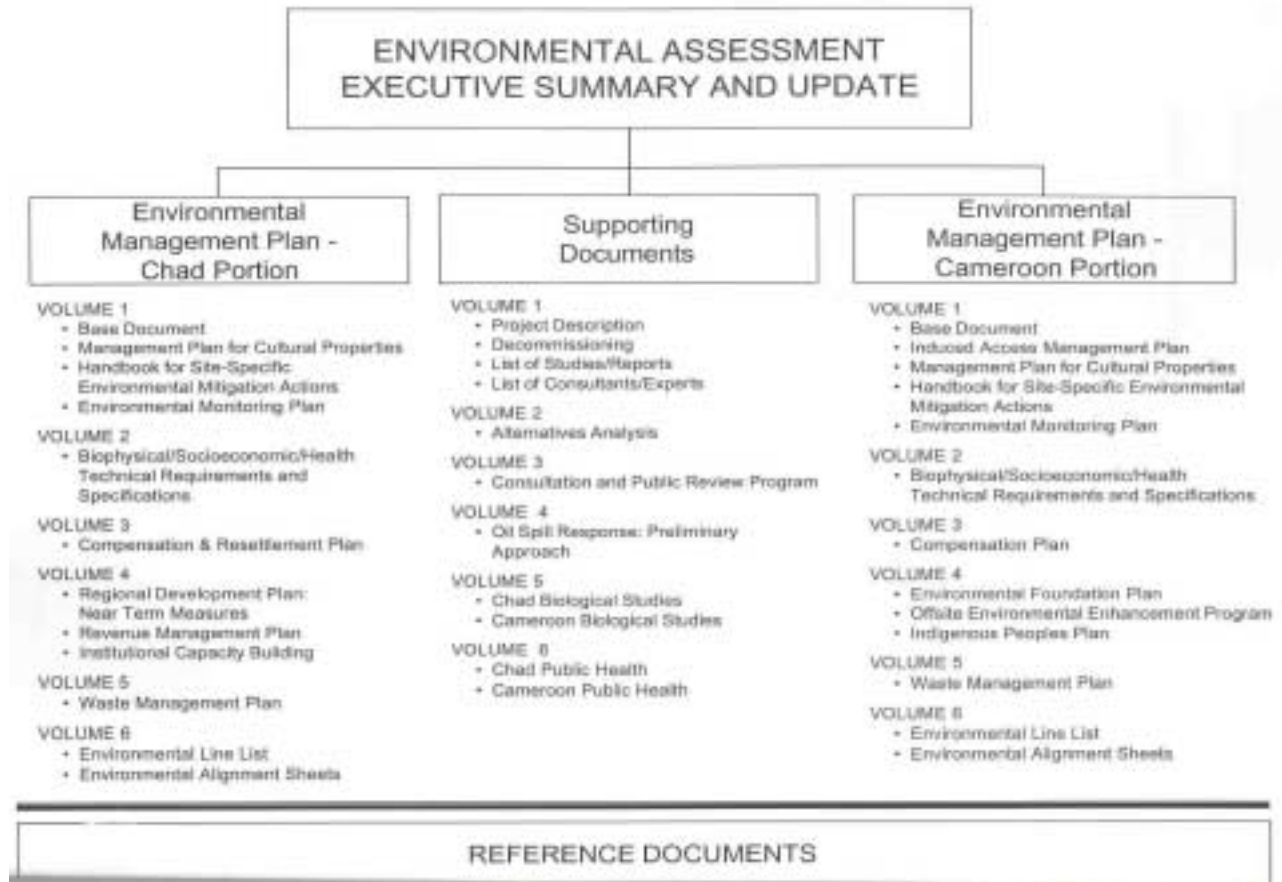 ENVIRONMENTAL ASSESSMENT
EXECUTIVE SUMMARY AND UPDATE
Environmental
Management Plan -
Chad Portion
VOLUME 1
• Base Document
• Management Plan for Cultural Properties
• Handbook for Site-Specific
Environmental Mitigation Actions
• Environmental Monitoring Plan
VOLUME 2
• Biophysical/Socioeconomic/Health
Technical Requirements and
Specifications
VOLUME 3
• Compensation & Resettlement Plan
VOLUME 4
• Regional Development Plan:
Near Term Measures
• Revenue Management Plan
• Institutional Capacity Building
VOLUME 5
• Waste Management Plan
VOLUME 6
• Environmental Line List
• Environmental Alignment Sheets
Supporting
Documents
VOLUME 1
• Project Description
• Decommissioning
• List of Studies/Reports
• List of Consultants/Experts
VOLUME 2
• Alternatives Analysis
VOLUME 3
• Consultation and Public Review Program
VOLUME 4
• Oil Spill Response: Preliminary
Approach
VOLUME 5
• Chad Biological Studies
• Cameroon Biological Studies
VOLUME 6
• Chad Public Health
• Cameroon Public Health
Environmental
Management Plan -
Cameroon Portion
VOLUME 1
• Base Document
• Induced Access Management Plan
• Management Plan for Cultural Properties
• Handbook for Site-Specific Environmental
Mitigation Actions
• Environmental Monitoring Plan
VOLUME 2
• Biophysical/Socioeconomic/Health
Technical Requirements and Specifications
VOLUME 3
• Compensation Plan
VOLUME 4
• Environmental Foundation Plan
• Offsite Environmental Enhancement Program
• Indigenous Peoples Plan
VOLUME 5
• Waste Management Plan
VOLUME 6
• Environmental Line List
• Environmental Alignment Sheets
REFERENCE DOCUMENTS